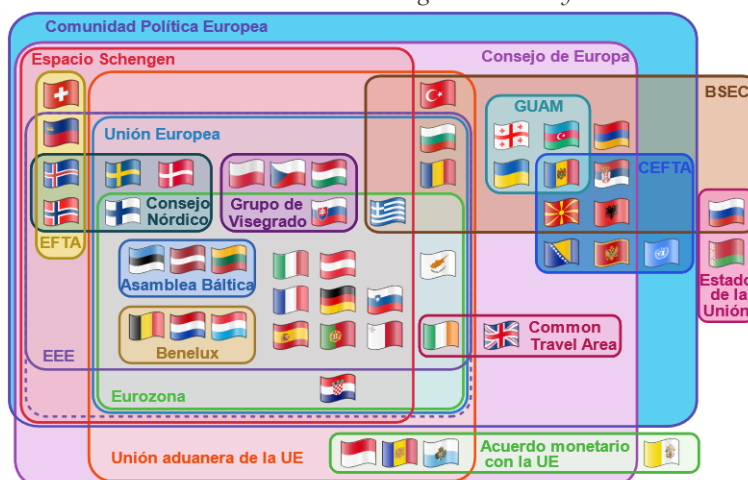 Comunidad Política Europea
Espacio Schengen
Consejo de Europa
BSEC
GUAM
Unión Europea
CEFTA
Consejo
Nórdico
Grupo de
Visegrado
EFTA
Asamblea Báltica
Estado
de la
Unión
Common
Travel Area
Benelux
EEE
Eurozona
Unión aduanera de la UE
Acuerdo monetario
con la UE